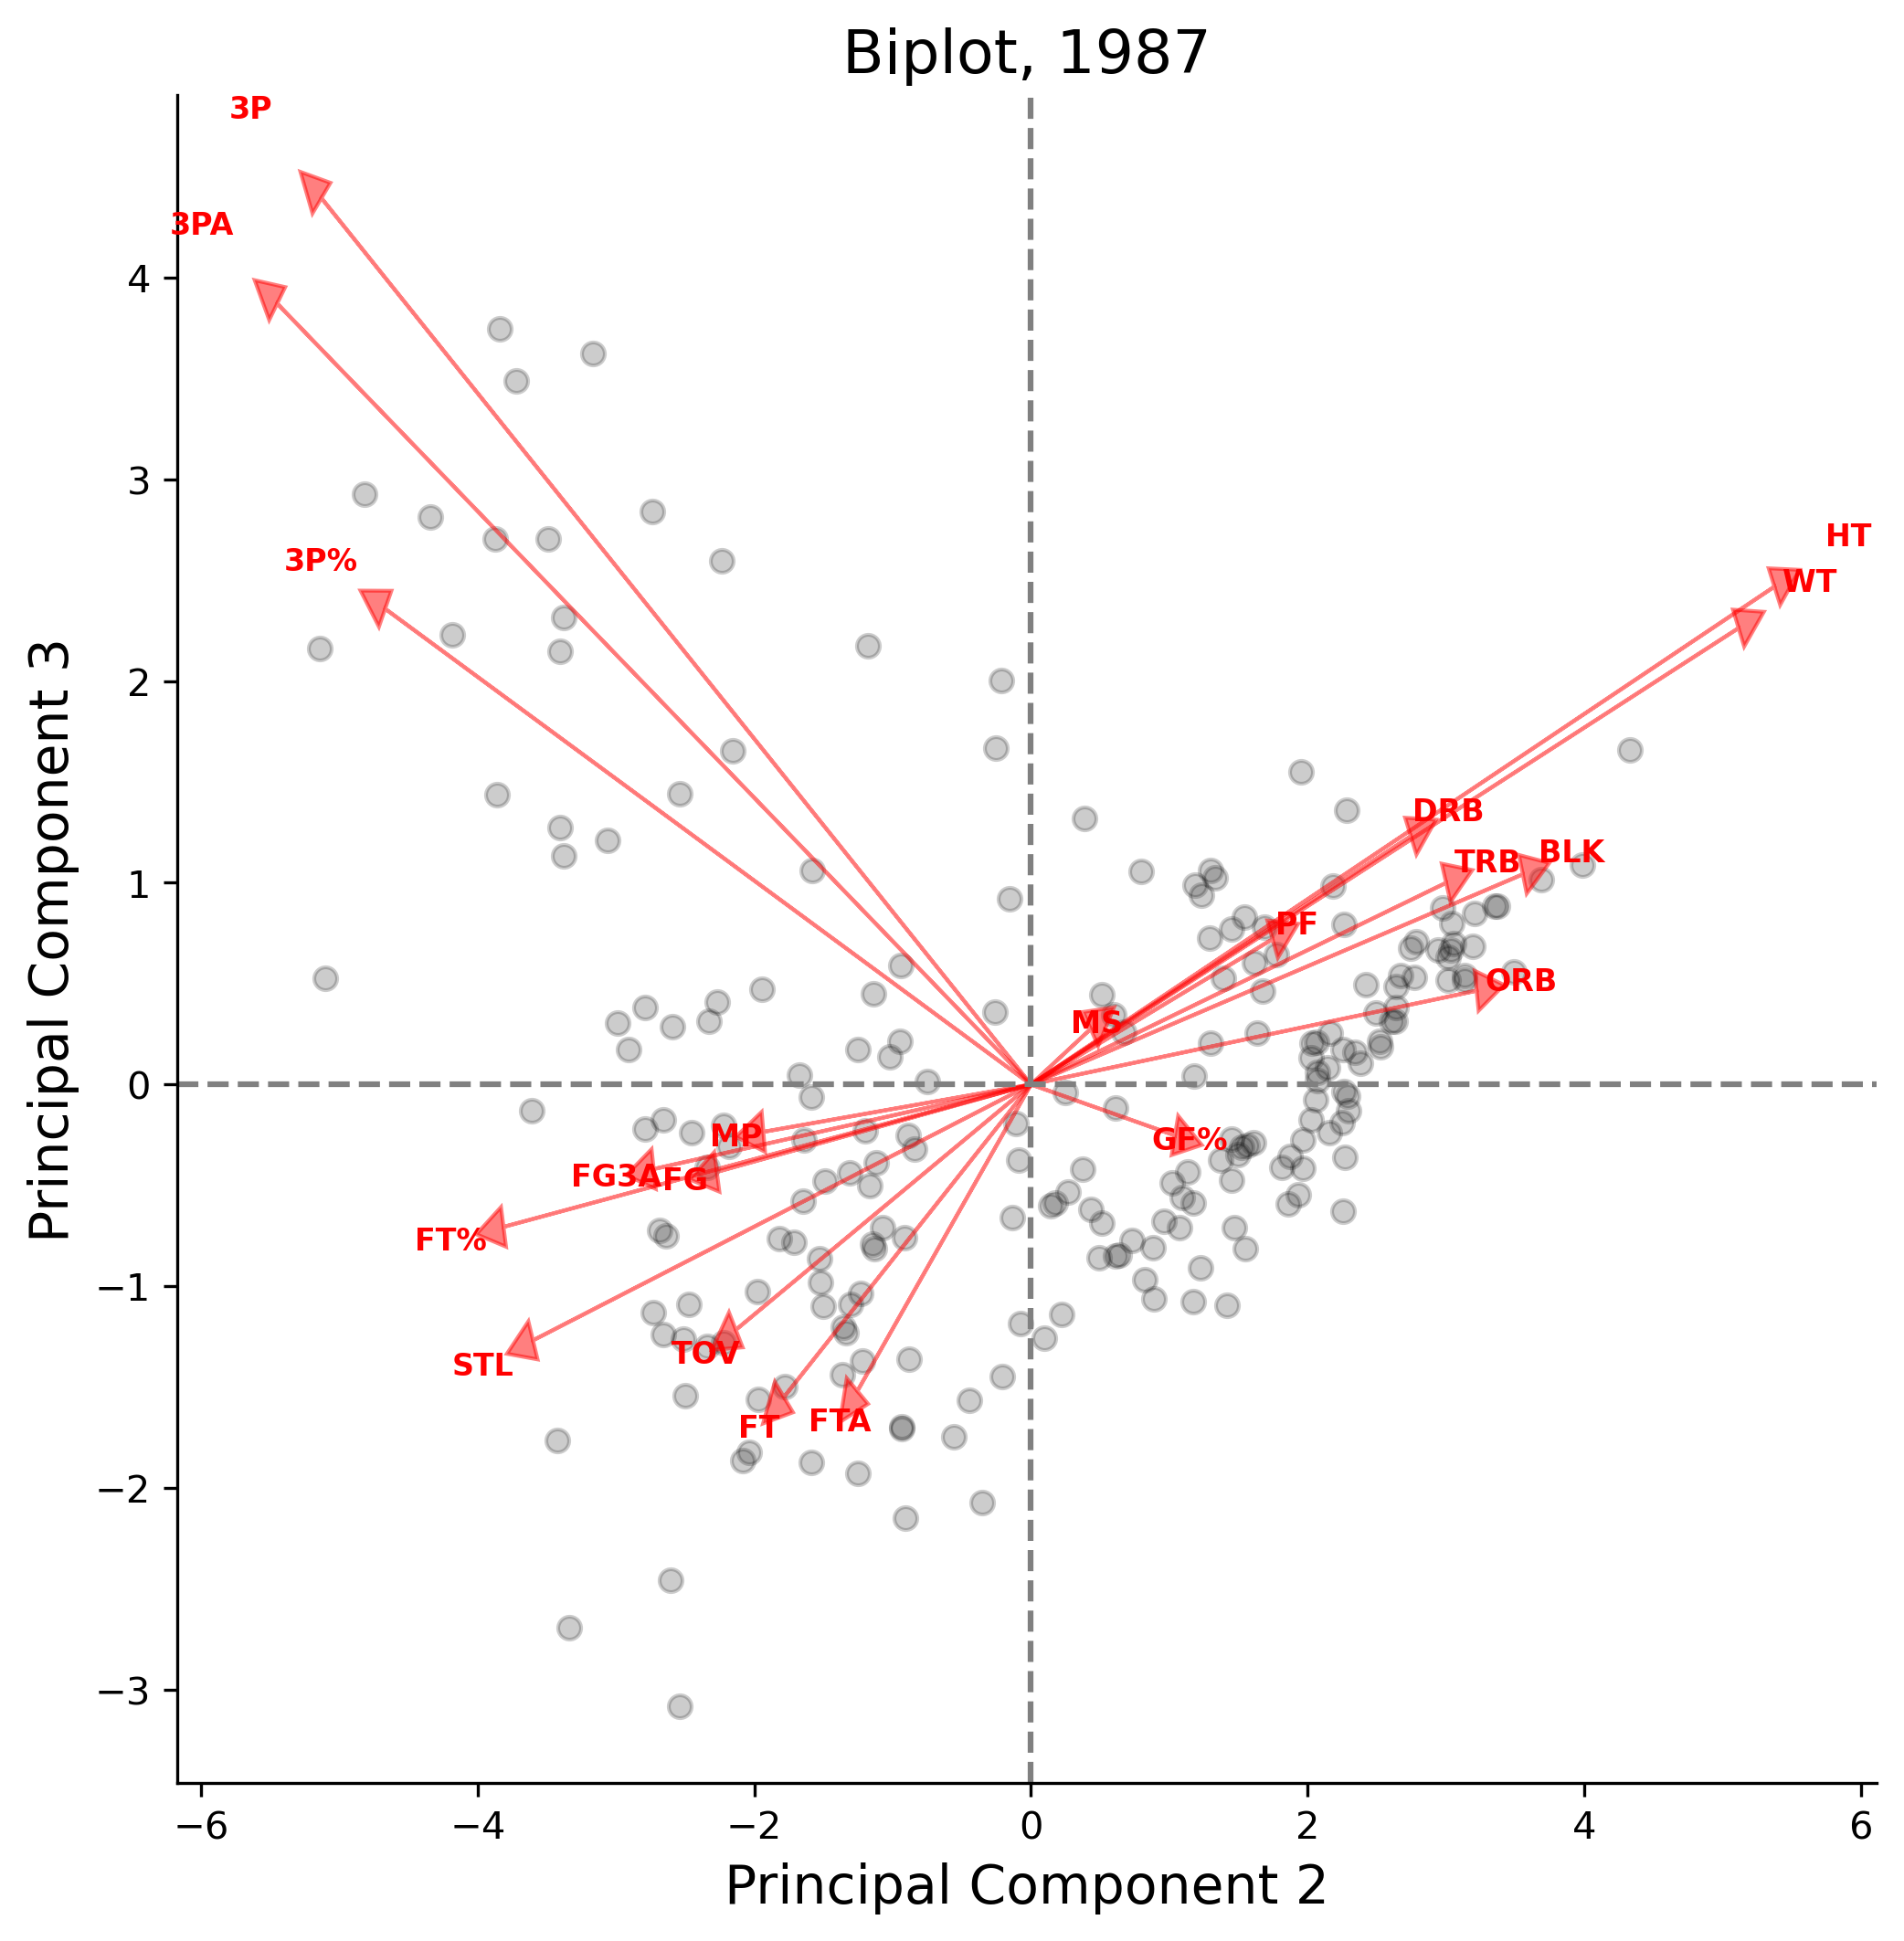 Biplot, 1987
3P
3PA
3P%
HT
WT
DRB
BLK
TRB
PF
ORB
MS
MP
GF%
FG3A
FG
FT%
STL
TOV
FT
FTA
4
3
2
1
0
−1
−2
−3
−6
−4
−2
0
2
4
6
Principal Component 3
Principal Component 2